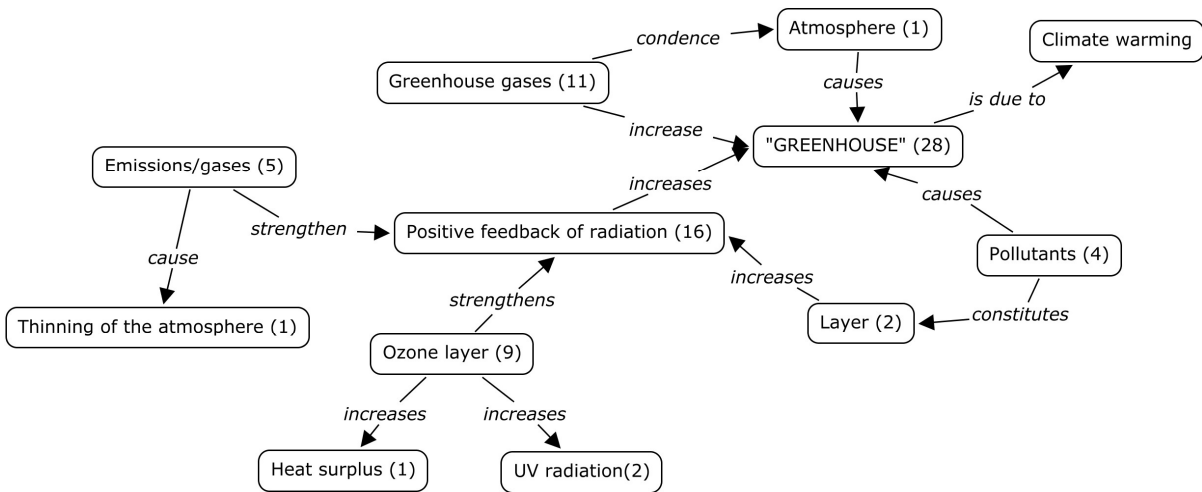 Atmosphere (1)
Climate warming
condence
Greenhouse gases (11)
causes
is due to
increase
"GREENHOUSE" (28)
Emissions/gases (5)
increases
causes
strengthen
Positive feedback of radiation (16)
Pollutants (4)
cause
increases
strengthens
Thinning of the atmosphere (1)
Layer (2)
constitutes
Ozone layer (9)
increases
increases
Heat surplus (1)
UV radiation(2)